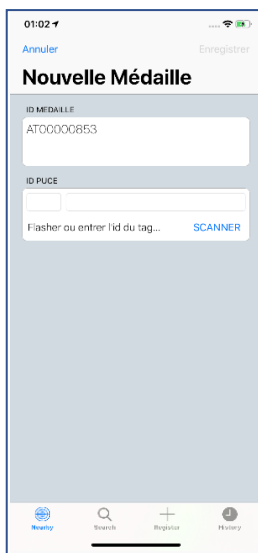 01:02
Annuler Enregistrer
Nouvelle Médaille
ID MEDAILLE
AT00000853
ID PUCE
Flasher ou entrer l'id du tag... SCANNER
Nearby Search Register History